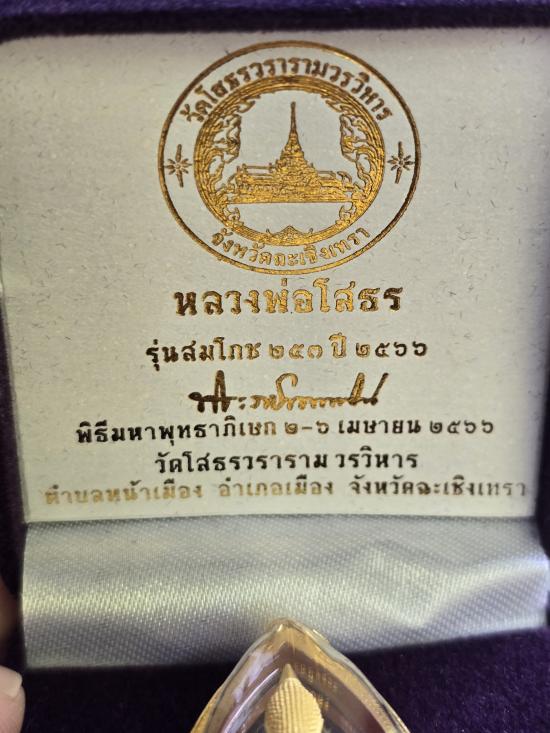 วัดโสธรวรารามวรวิหาร
จังหวัดฉะเชิงเทรา
หลวงพ่อโสธร
รุ่นสมโภช ๒๕๓ ปี ๒๕๖๖
พิธีมหาพุทธาภิเษก ๒-๖ เมษายน ๒๕๖๖
วัดโสธรวราราม วรวิหาร
ตำบลหน้าเมือง อำเภอเมือง จังหวัดฉะเชิงเทรา